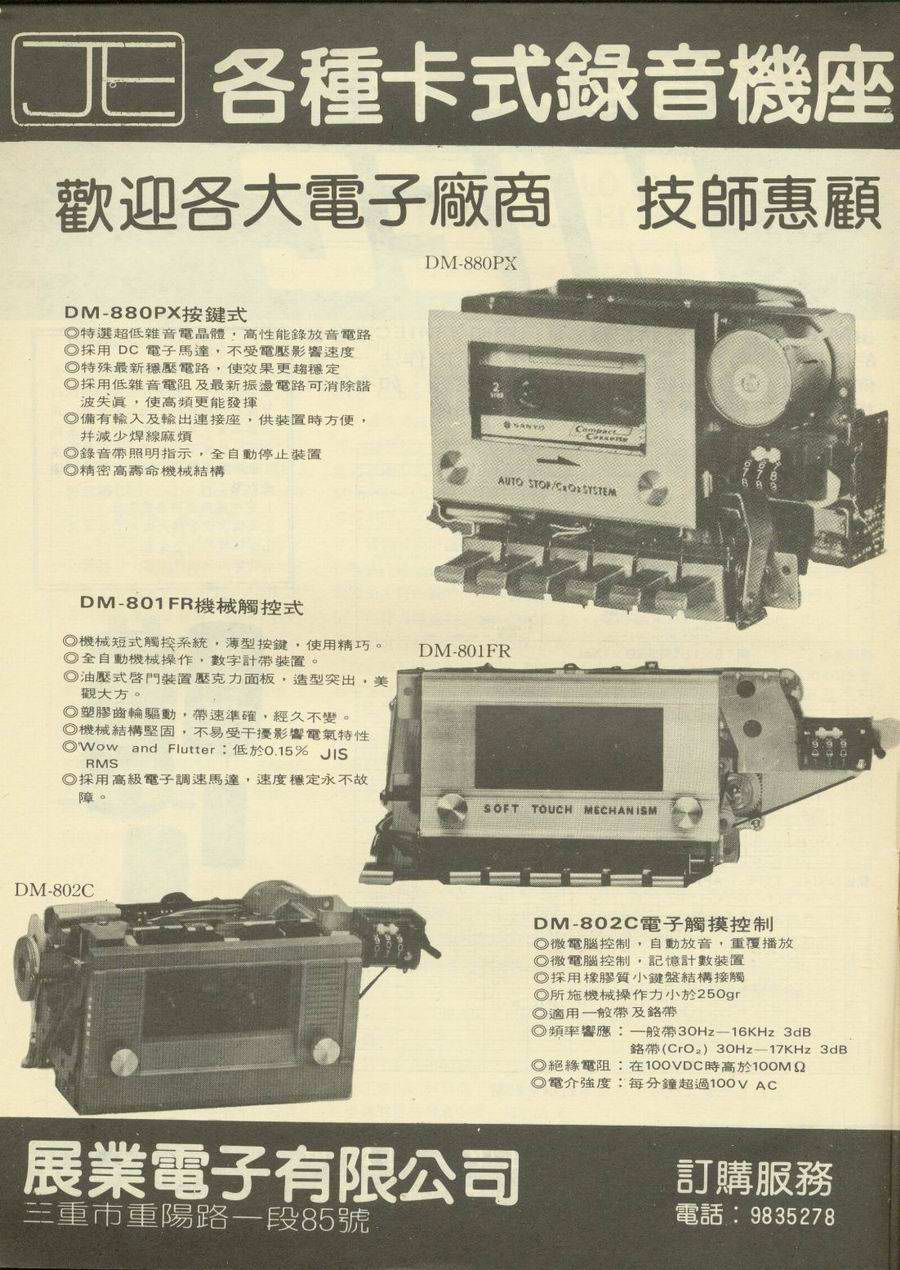 JE 各種卡式錄音機座
歡迎各大電子廠商 技師惠顧
DM-880PX
DM-880PX按鍵式
◎特選超低雜音電晶體，高性能錄放音電路
◎採用 DC 電子馬達，不受電壓影響速度
◎特殊最新穩壓電路，使效果更趨穩定
◎採用低雜音電阻及最新振盪電路可消除諧
波失眞，使高頻更能發揮
◎備有輸入及輸出連接座，供裝置時方便，
幷減少焊線麻煩
◎錄音帶照明指示，全自動停止裝置
◎精密高壽命機械結構
2
SANYO
Compact
Cassette
AUTO STOP/CrO₂ SYSTEM
DM-801FR機械觸控式
◎機械短式觸控系統，薄型按鍵，使用精巧。
◎全自動機械操作，數字計帶裝置。
◎油壓式啓門裝置壓克力面板，造型突出，美
觀大方。
◎塑膠齒輪驅動，帶速準確，經久不變。
◎機械結構堅固，不易受干擾影響電氣特性
◎Wow and Flutter：低於0.15% JIS
RMS
◎採用高級電子調速馬達，速度穩定永不故
障。
DM-801FR
SOFT TOUCH MECHANISM
DM-802C
DM-802C電子觸摸控制
◎微電腦控制，自動放音，重覆播放
◎微電腦控制，記憶計數裝置
◎採用橡膠質小鍵盤結構接觸
◎所施機械操作力小於250gr
◎適用一般帶及鉻帶
◎頻率響應：一般帶30Hz—16KHz 3dB
鉻帶(CrO₂) 30Hz—17KHz 3dB
◎絕緣電阻：在100VDC時高於100MΩ
◎電介強度：每分鐘超過100V AC
展業電子有限公司
三重市重陽路一段85號
訂購服務
電話：9835278